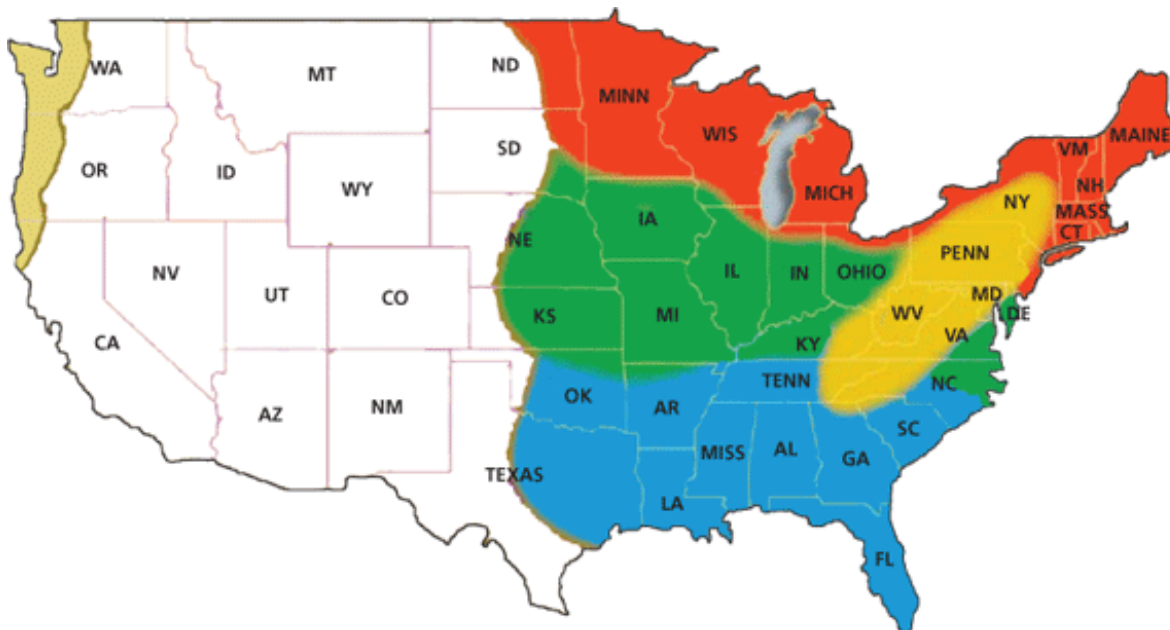 WA
MT
ND
MINN
OR
ID
WY
SD
WIS
MICH
VM
MAINE
NH
NY
MASS
CT
NV
UT
CO
NE
IA
IL
IN
OHIO
PENN
MD
DE
WV
VA
CA
KS
MI
KY
AZ
NM
OK
AR
TENN
NC
TEXAS
LA
MISS
AL
GA
SC
FL